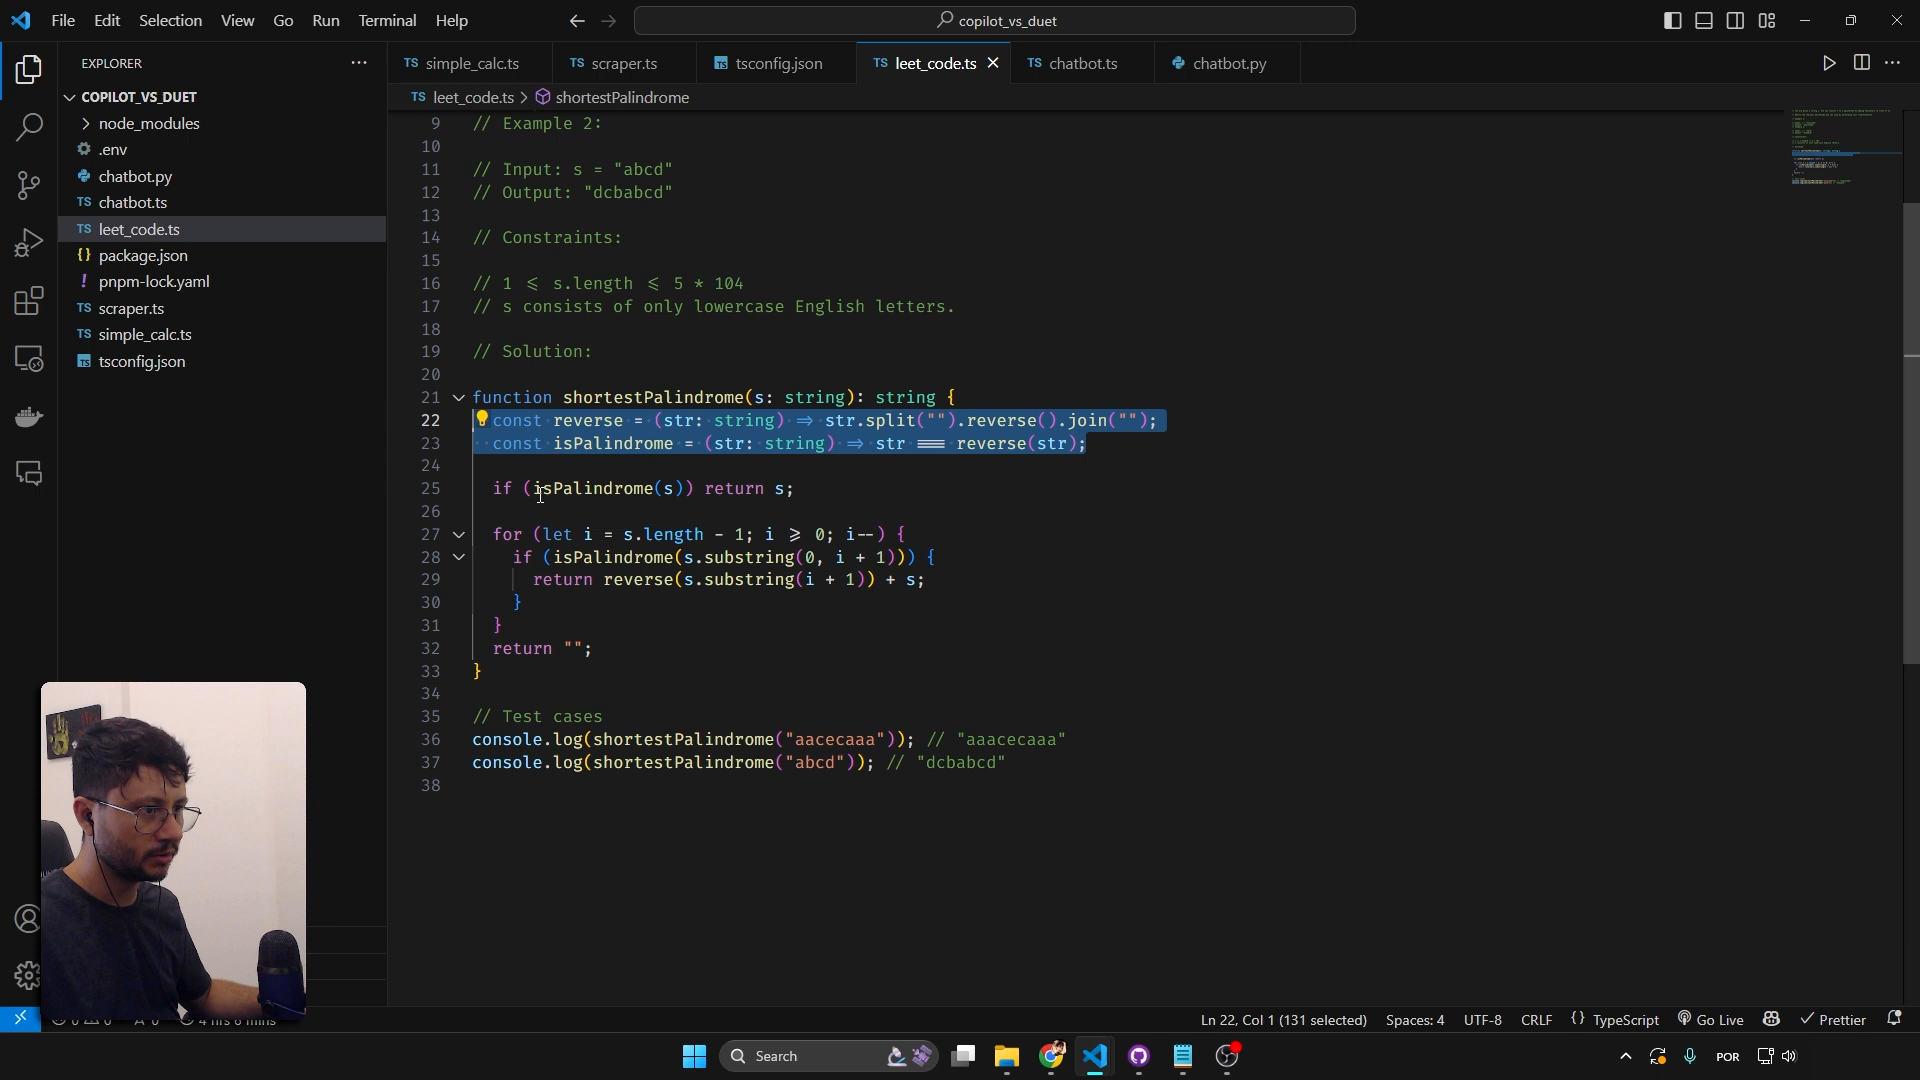 File Edit Selection View Go Run Terminal Help
copilot_vs_duet
EXPLORER
COPILOT_VS_DUET
node_modules
.env
chatbot.py
chatbot.ts
leet_code.ts
package.json
pnpm-lock.yaml
scraper.ts
simple_calc.ts
tsconfig.json
TS simple_calc.ts TS scraper.ts TS tsconfig.json TS leet_code.ts TS chatbot.ts chatbot.py
TS leet_code.ts > shortestPalindrome
9 // Example 2:
10
11 // Input: s = "abcd"
12 // Output: "dcbabcd"
13
14 // Constraints:
15
16 // 1 <= s.length <= 5 * 104
17 // s consists of only lowercase English letters.
18
19 // Solution:
20
21 function shortestPalindrome(s: string): string {
22 const reverse = (str: string) => str.split("").reverse().join("");
23 const isPalindrome = (str: string) => str === reverse(str);
24
25 if (isPalindrome(s)) return s;
26
27 for (let i = s.length - 1; i >= 0; i--) {
28 if (isPalindrome(s.substring(0, i + 1))) {
29 return reverse(s.substring(i + 1)) + s;
30 }
31 }
32 return "";
33 }
34
35 // Test cases
36 console.log(shortestPalindrome("aacecaaa")); // "aaacecaaa"
37 console.log(shortestPalindrome("abcd")); // "dcbabcd"
38
Ln 22, Col 1 (131 selected) Spaces: 4 UTF-8 CRLF {} TypeScript Go Live Prettier
Search
POR